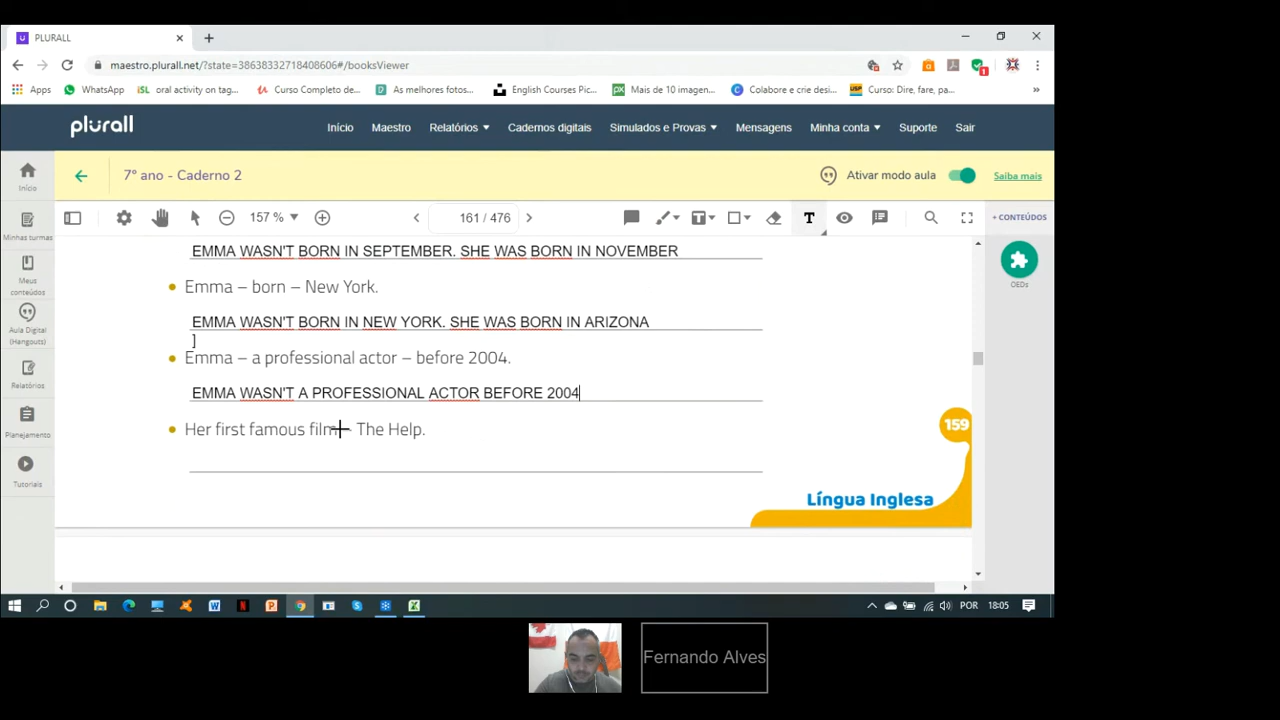 PLURALL
maestro.plurall.net/?state=38638332718408606#/booksViewer
Apps WhatsApp iSL oral activity on tag... Curso Completo de... As melhores fotos... English Courses Pic... Mais de 10 imagen... Colabore e crie desi... USP Curso: Dire, fare, pa... »
plurall Início Maestro Relatórios Cadernos digitais Simulados e Provas Mensagens Minha conta Suporte Sair
7º ano - Caderno 2 Ativar modo aula Saiba mais
157 % 161 / 476 T + CONTEÚDOS
Início
Minhas turmas
Meus conteúdos
Aula Digital (Hangouts)
Relatórios
Planejamento
Tutoriais
EMMA WASN'T BORN IN SEPTEMBER. SHE WAS BORN IN NOVEMBER
• Emma – born – New York.
EMMA WASN'T BORN IN NEW YORK. SHE WAS BORN IN ARIZONA
]
• Emma – a professional actor – before 2004.
EMMA WASN'T A PROFESSIONAL ACTOR BEFORE 2004
• Her first famous film – The Help.
159
Língua Inglesa
OEDs
POR 18:05
Fernando Alves